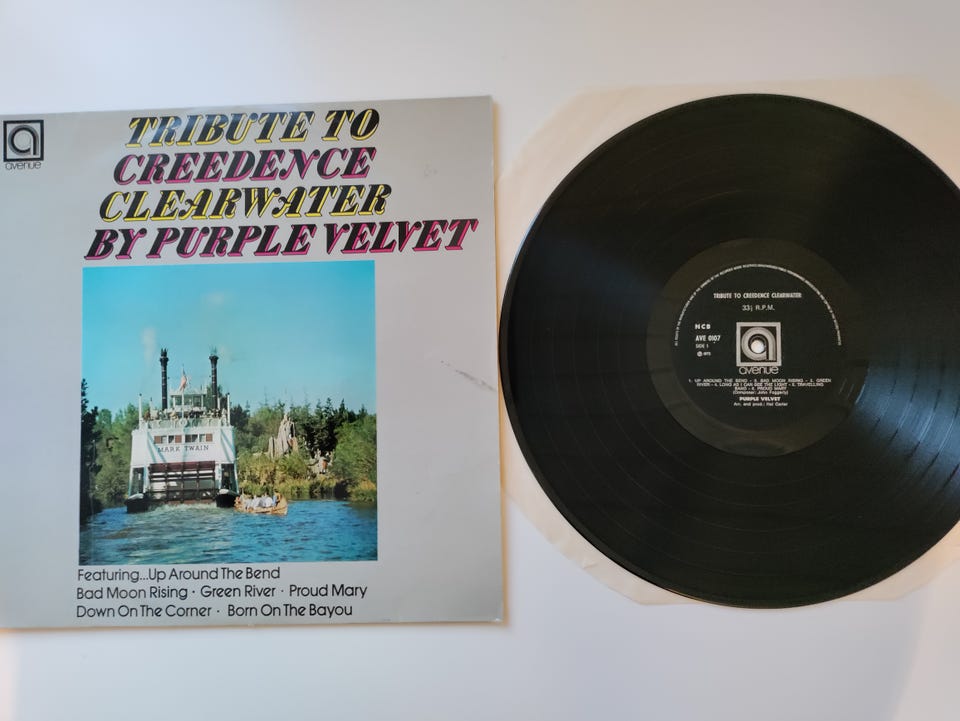 avenue
TRIBUTE TO
CREEDENCE
CLEARWATER
BY PURPLE VELVET
MARK TWAIN
Featuring...Up Around The Bend
Bad Moon Rising · Green River · Proud Mary
Down On The Corner · Born On The Bayou
TRIBUTE TO CREEDENCE CLEARWATER
33⅓ R.P.M.
NCB
AVE 0107
SIDE 1
avenue
1. UP AROUND THE BEND - 2. BAD MOON RISING - 3. GREEN
RIVER - 4. LONG AS I CAN SEE THE LIGHT - 5. TRAVELLING
BAND - 6. PROUD MARY
(Composer: John Foggerty)
PURPLE VELVET
Arr. and prod.: Hal Carter